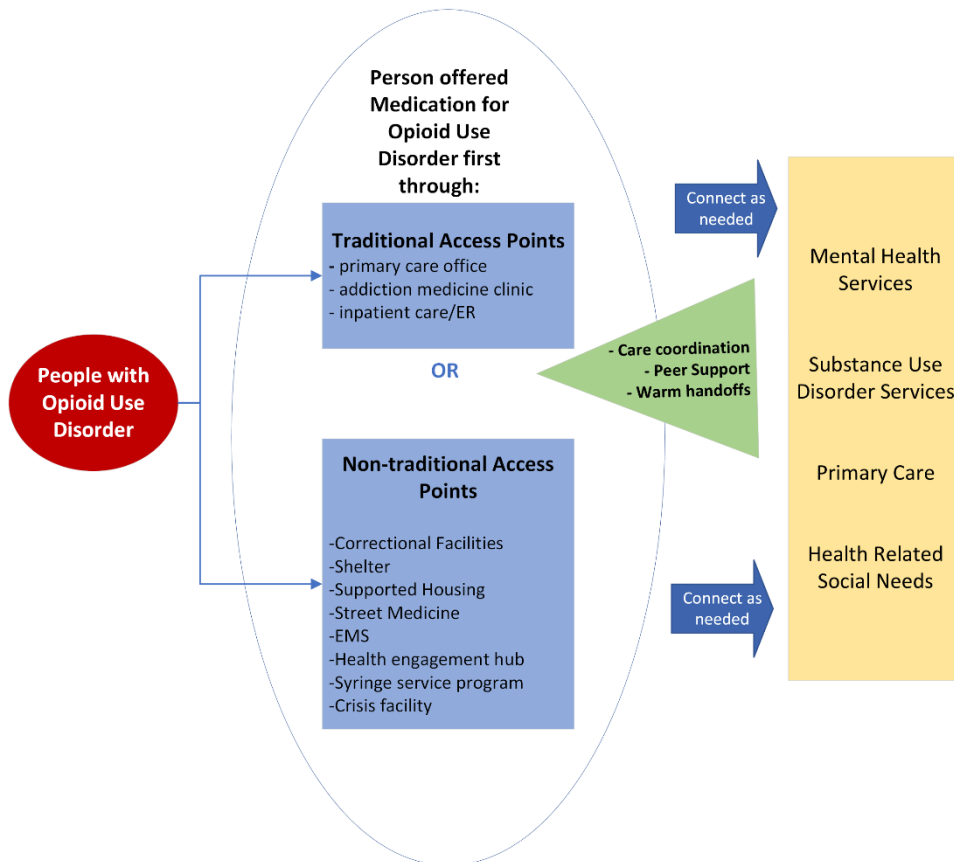 Person offered
Medication for
Opioid Use
Disorder first
through:
Traditional Access Points
- primary care office
- addiction medicine clinic
- inpatient care/ER
OR
People with
Opioid Use
Disorder
Non-traditional Access
Points
-Correctional Facilities
-Shelter
-Supported Housing
-Street Medicine
-EMS
-Health engagement hub
-Syringe service program
-Crisis facility
- Care coordination
- Peer Support
- Warm handoffs
Connect as
needed
Connect as
needed
Mental Health
Services
Substance Use
Disorder Services
Primary Care
Health Related
Social Needs